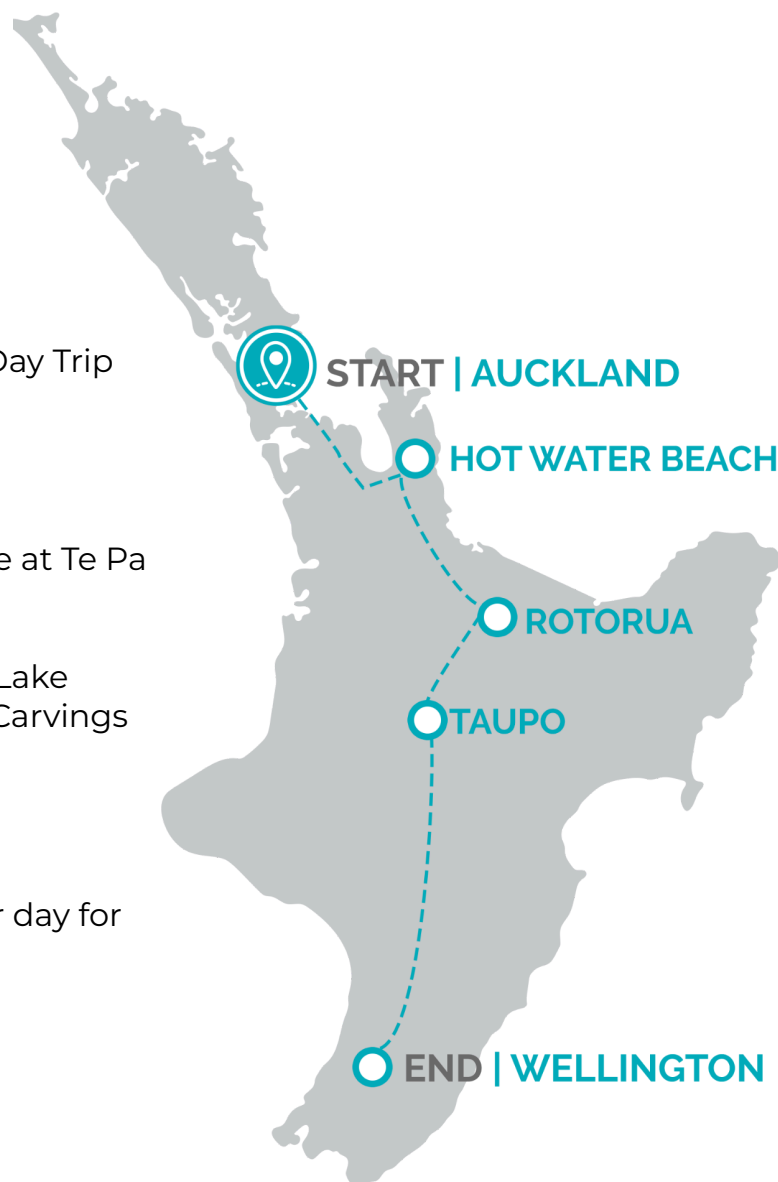 Day Trip
START | AUCKLAND
HOT WATER BEACH
e at Te Pa
ROTORUA
Lake
Carvings
TAUPO
r day for
END | WELLINGTON